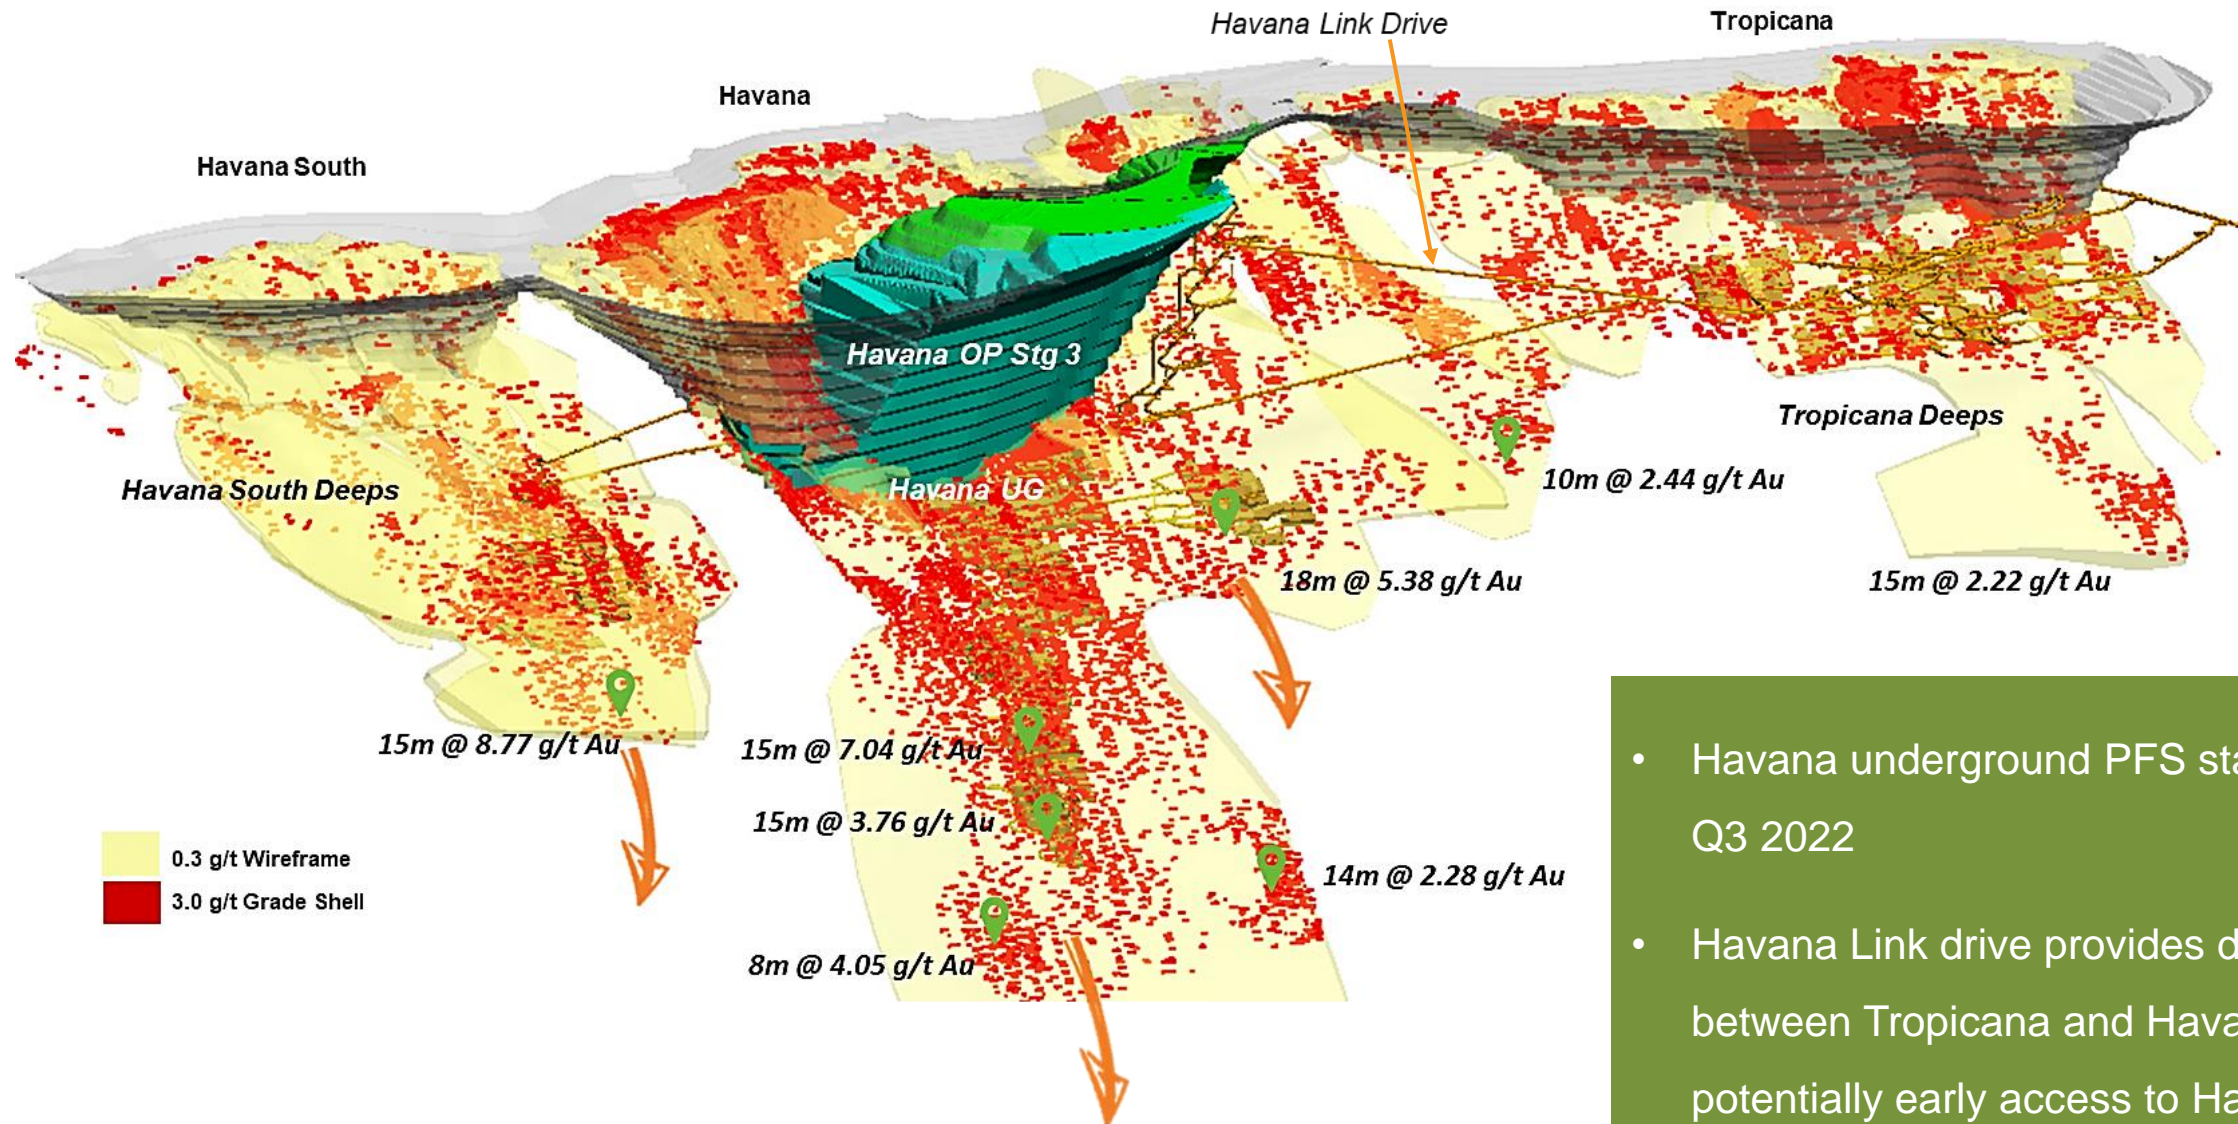 Havana Link Drive
Tropicana
Havana
Havana South
Havana OP Stg 3
Tropicana Deeps
Havana South Deeps
Havana UG
10m @ 2.44 g/t Au
18m @ 5.38 g/t Au
15m @ 2.22 g/t Au
15m @ 8.77 g/t Au
15m @ 7.04 g/t Au
15m @ 3.76 g/t Au
14m @ 2.28 g/t Au
8m @ 4.05 g/t Au
0.3 g/t Wireframe
3.0 g/t Grade Shell
• Havana underground PFS
Q3 2022
• Havana Link drive provides
between Tropicana and
potentially early access to